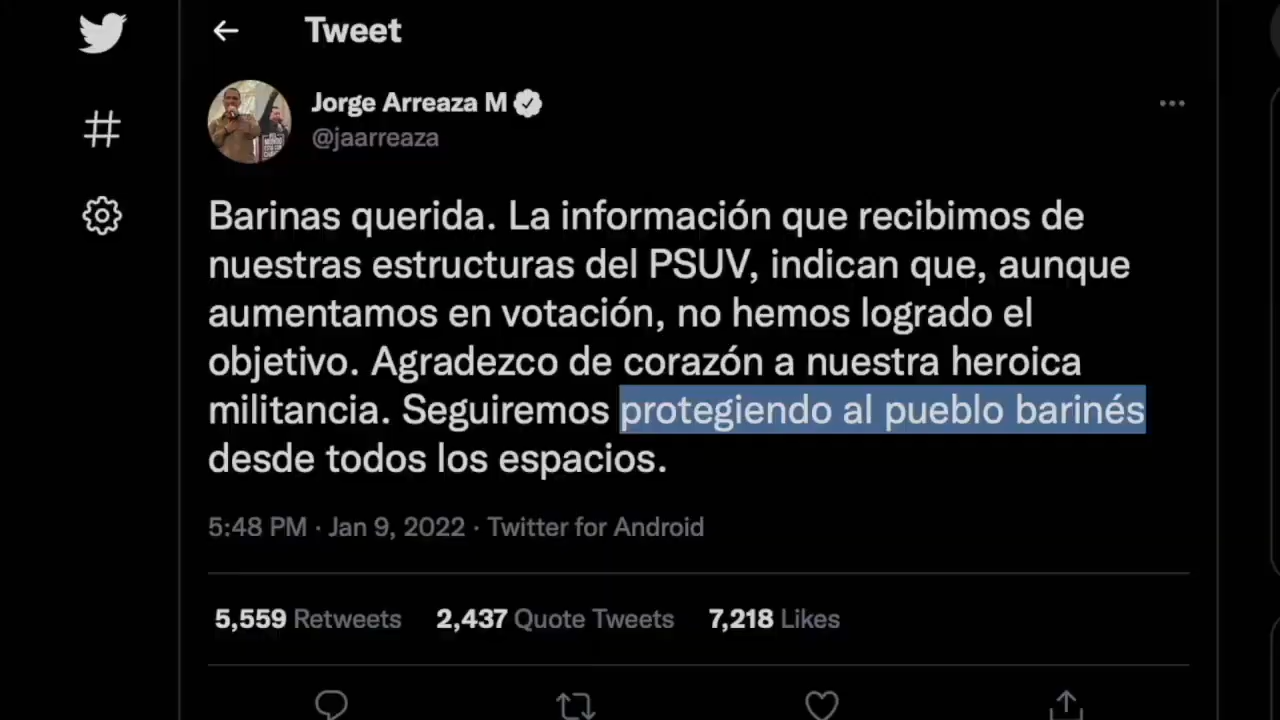 Tweet
Jorge Arreaza M
@jaarreaza
Barinas querida. La información que recibimos de
nuestras estructuras del PSUV, indican que, aunque
aumentamos en votación, no hemos logrado el
objetivo. Agradezco de corazón a nuestra heroica
militancia. Seguiremos protegiendo al pueblo barinés
desde todos los espacios.
5:48 PM · Jan 9, 2022 · Twitter for Android
5,559 Retweets 2,437 Quote Tweets 7,218 Likes